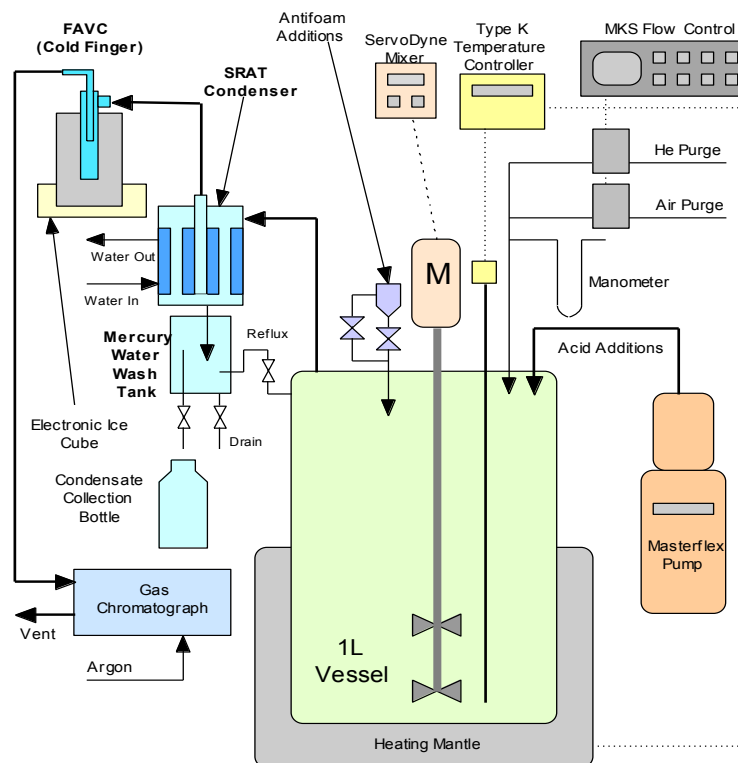 FAVC
(Cold Finger)
Antifoam
Additions
ServoDyne
Mixer
Type K
Temperature
Controller
MKS Flow Control
SRAT
Condenser
He Purge
Air Purge
Water Out
Water In
M
Manometer
Mercury
Water
Wash
Tank
Reflux
Acid Additions
Electronic Ice
Cube
Drain
Condensate
Collection
Bottle
Masterflex
Pump
Gas
Chromatograph
Vent
Argon
1L
Vessel
Heating Mantle